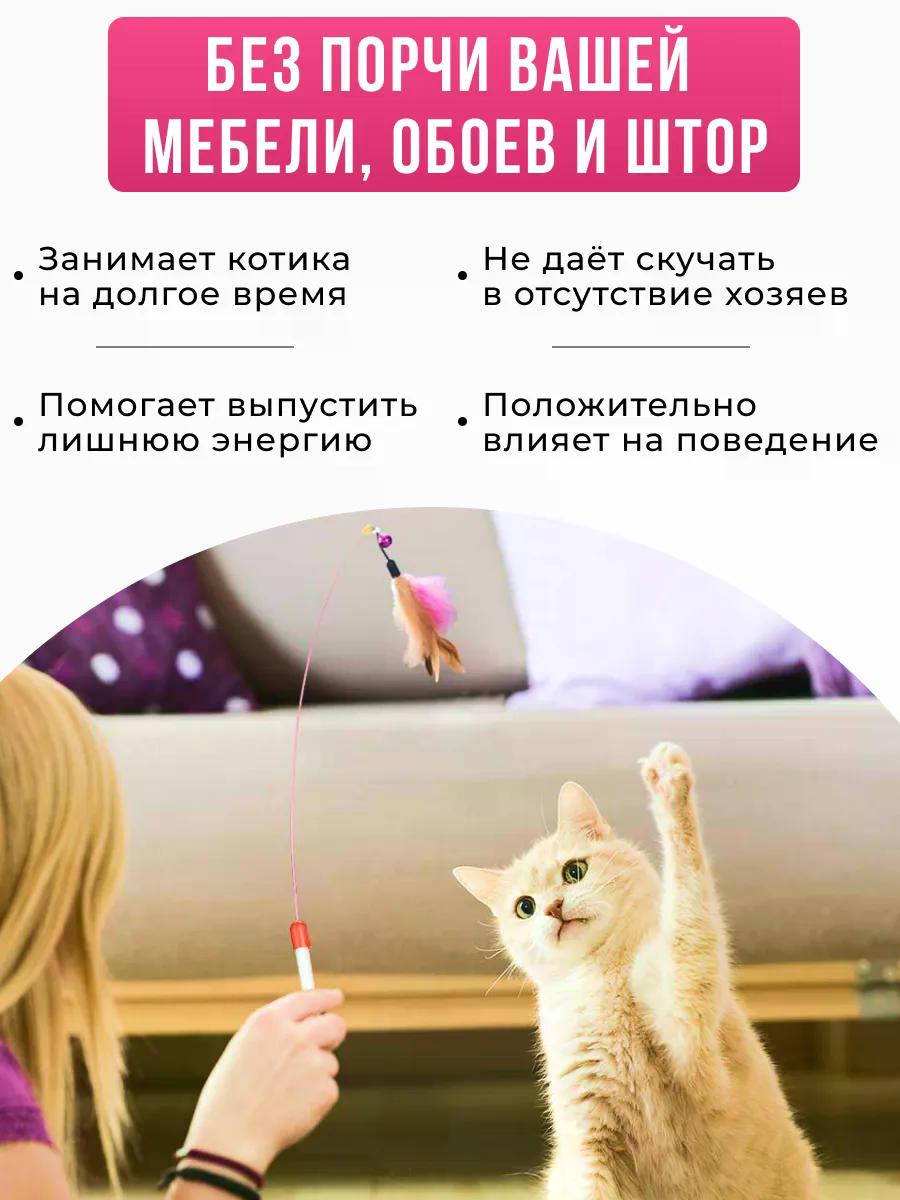 БЕЗ ПОРЧИ ВАШЕЙ
МЕБЕЛИ, ОБОЕВ И ШТОР
• Занимает котика
на долгое время
• Не даёт скучать
в отсутствие хозяев
• Помогает выпустить
лишнюю энергию
• Положительно
влияет на поведение